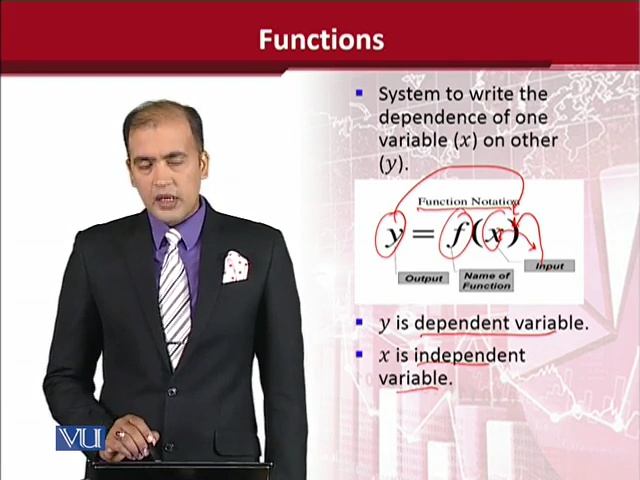 Functions
▪ System to write the
dependence of one
variable (x) on other
(y).
Function Notation
y = f(x)
Output
Name of
Function
Input
▪ y is dependent variable.
▪ x is independent
variable.
VU